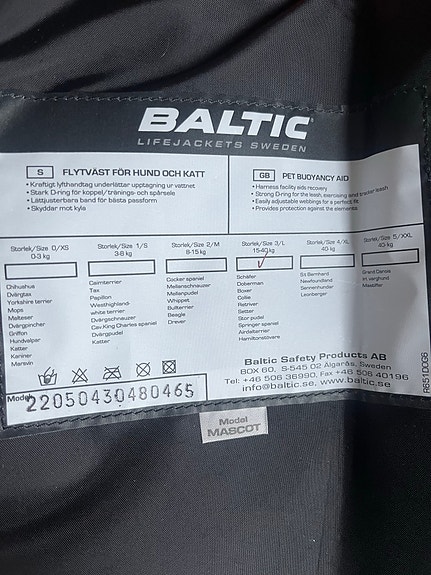 BALTIC
LIFEJACKETS SWEDEN
S FLYTVÄST FÖR HUND OCH KATT
• Kraftigt lyfthandtag underlättar upptagning ur vattnet
• Stark D-ring för koppel/tränings- och spårsele
• Lättjusterbara band för bästa passform
• Skyddar mot kyla
GB PET BUOYANCY AID
• Harness facility aids recovery
• Strong D-ring for the leash, exercising and tracker leash
• Easily adjustable webbings for a perfect fit
• Provides protection against the elements
Storlek/Size 0/XS
0-3 kg
Chihuahua
Dvärgtax
Yorkshire terrier
Mops
Malteser
Dvärgpincher
Griffon
Hundvalper
Katter
Kaniner
Marsvin
Storlek/Size 1/S
3-8 kg
Cairnterrier
Tax
Papillon
Westhighland-
white terrier
Dvärgschnauzer
Cav.King Charles spaniel
Dvärgpudel
Katter
Storlek/Size 2/M
8-15 kg
Cocker spaniel
Mellanschnauzer
Mellanpudel
Whippet
Bullterrier
Beagle
Drever
Storlek/Size 3/L
15-40 kg
Schäfer
Doberman
Boxer
Collie
Retriver
Setter
Stor pudel
Springer spaniel
Airdaleterrier
Hamiltonstövare
Storlek/Size 4/XL
40-kg
St Bernhard
Newfoundland
Sennenhunder
Leonberger
Storlek/Size 5/XXL
40-kg
Grand Danois
Int. vargbund
Mastiffer
Baltic Safety Products AB
BOX 60, S-545 02 Älgarås, Sweden
Tel: +46 506 36990, Fax +46 506 40196
info@baltic.se, www.baltic.se
Model
22050430480465
R651DOG6
Model
MASCOT